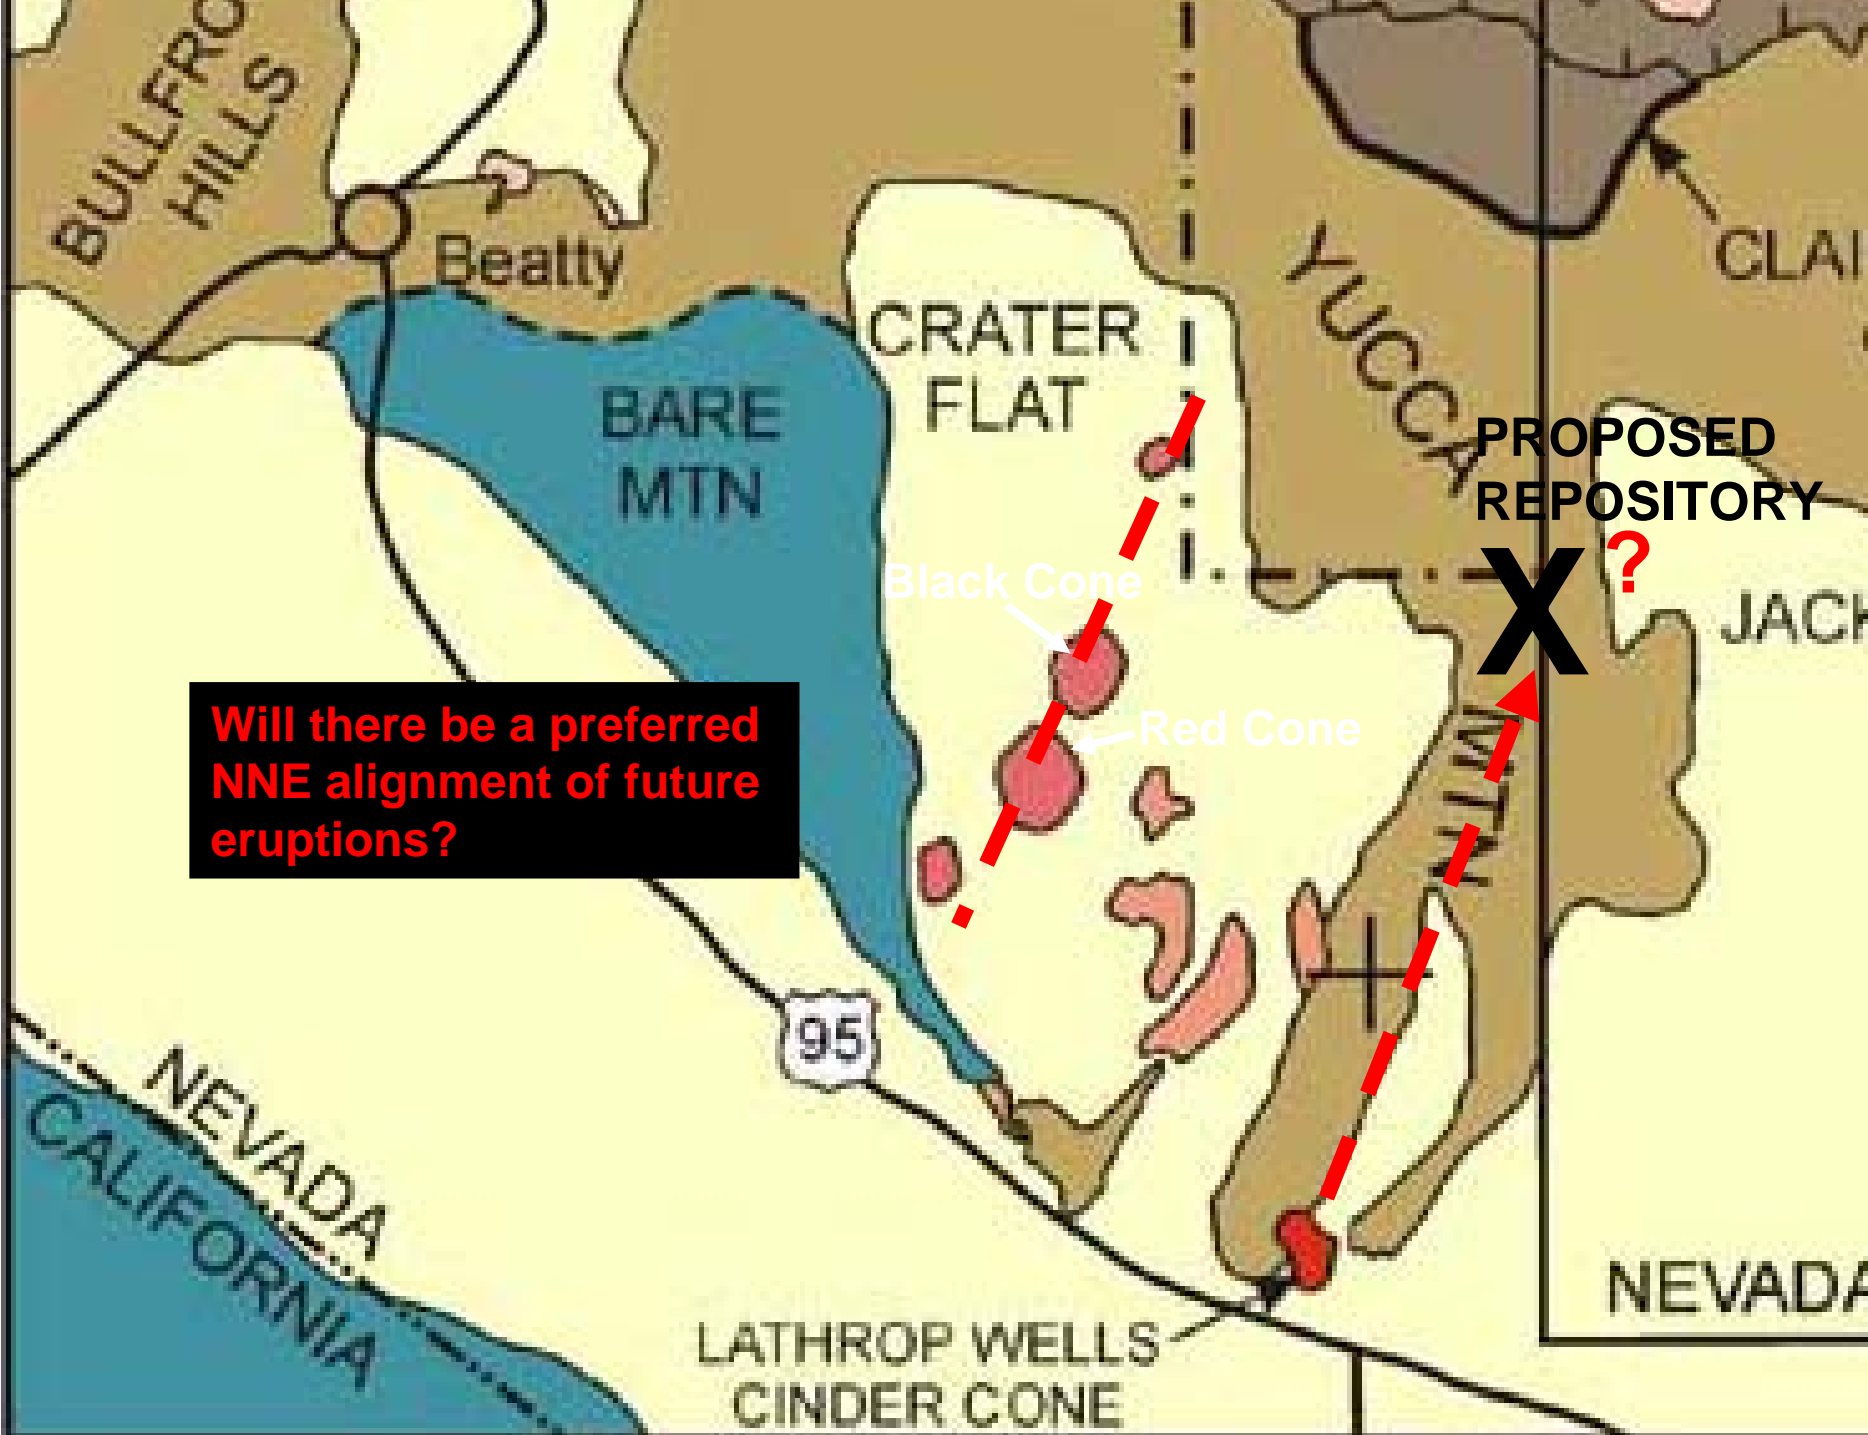 BULLFRO
HILLS
Beatty
CRATER
FLAT
BARE
MTN
YUCCA
MTN
CLAI
PROPOSED
REPOSITORY
X
?
JACK
Black Cone
Red Cone
Will there be a preferred
NNE alignment of future
eruptions?
95
NEVADA
CALIFORNIA
LATHROP WELLS
CINDER CONE
NEVADA